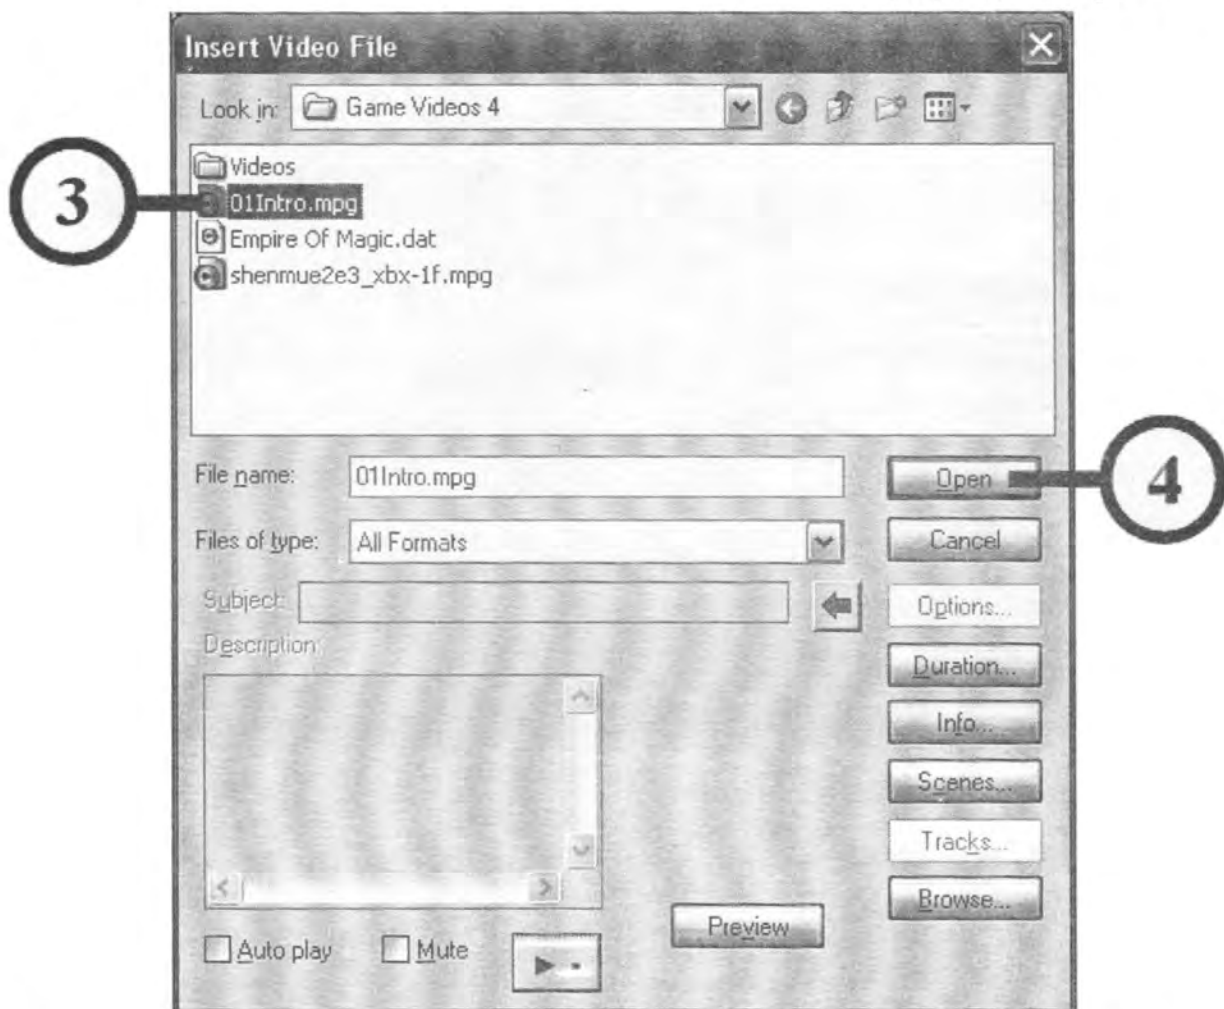 Insert Video File
Look in: Game Videos 4
Videos
3
01Intro.mpg
Empire Of Magic.dat
shenmue2e3_xbx-1f.mpg
File name: 01Intro.mpg Open
4
Files of type: All Formats Cancel
Subject: Options...
Description:
Duration...
Info...
Scenes...
Tracks...
Browse...
Preview
Auto play Mute